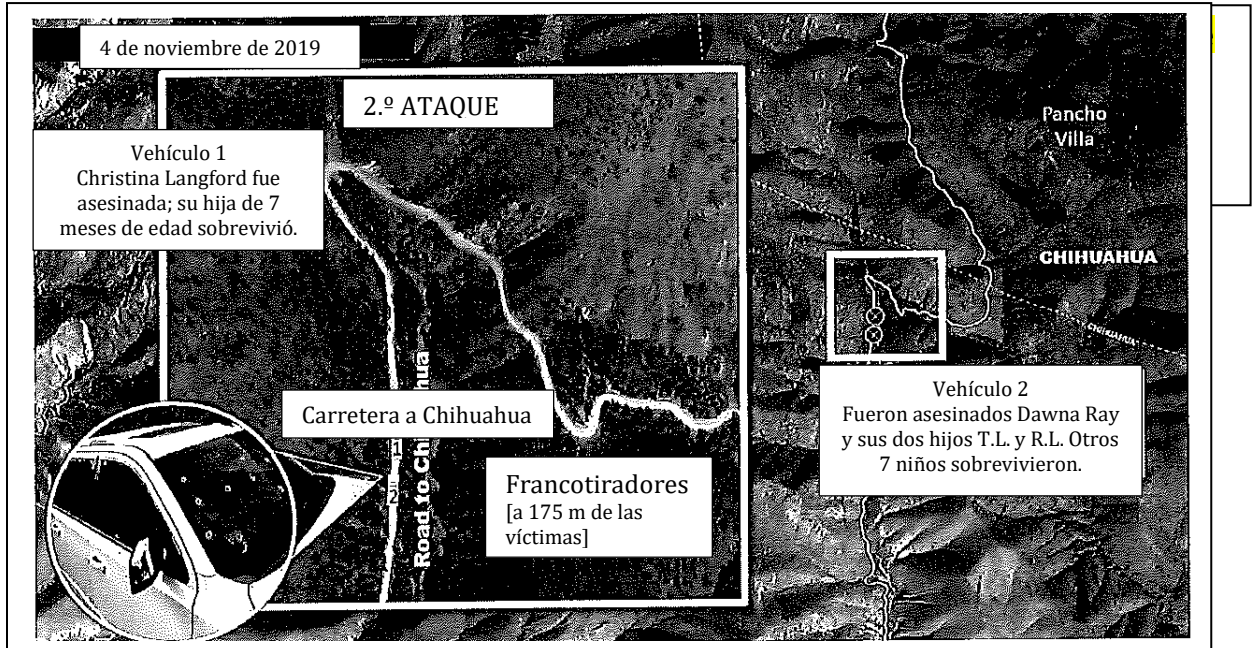 4 de noviembre de 2019
2.º ATAQUE
Vehículo 1
Christina Langford fue
asesinada; su hija de 7
meses de edad sobrevivió.
Pancho
Villa
CHIHUAHUA
CHIHUAHUA
Carretera a Chihuahua
Road to Chihuahua
1
2
Francotiradores
[a 175 m de las
víctimas]
Vehículo 2
Fueron asesinados Dawna Ray
y sus dos hijos T.L. y R.L. Otros
7 niños sobrevivieron.